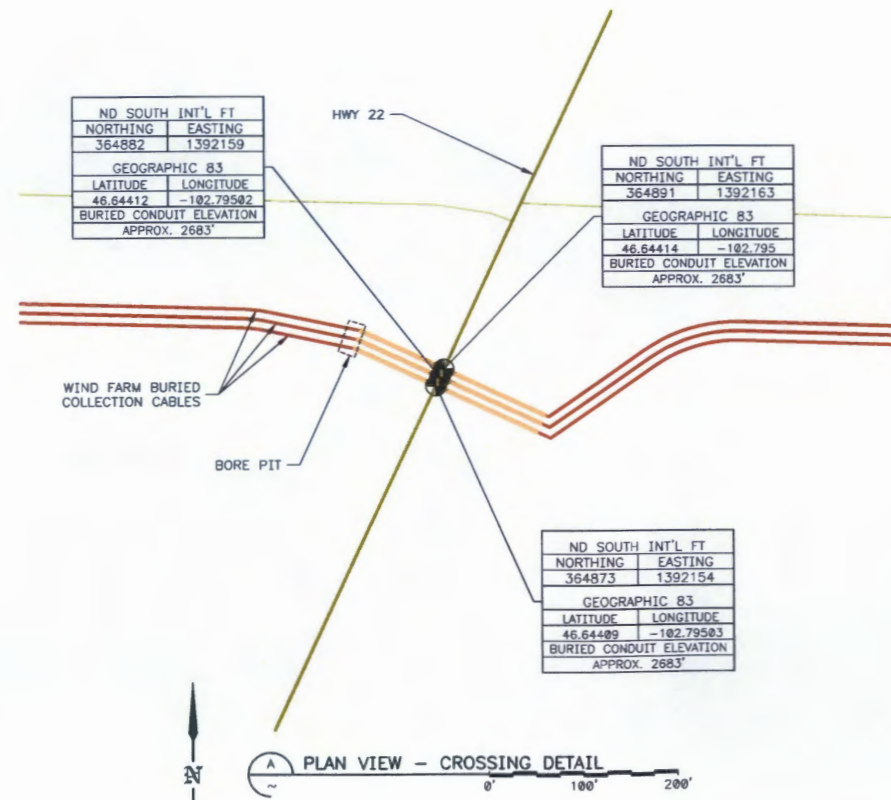 HWY 22
ND SOUTH INT'L FT
NORTHING EASTING
364882 1392159
GEOGRAPHIC 83
LATITUDE LONGITUDE
46.64412 -102.79502
BURIED CONDUIT ELEVATION
APPROX. 2683'
ND SOUTH INT'L FT
NORTHING EASTING
364891 1392163
GEOGRAPHIC 83
LATITUDE LONGITUDE
46.64414 -102.795
BURIED CONDUIT ELEVATION
APPROX. 2683'
WIND FARM BURIED
COLLECTION CABLES
BORE PIT
ND SOUTH INT'L FT
NORTHING EASTING
364873 1392154
GEOGRAPHIC 83
LATITUDE LONGITUDE
46.64409 -102.79503
BURIED CONDUIT ELEVATION
APPROX. 2683'
N
A
~
PLAN VIEW - CROSSING DETAIL
0' 100' 200'